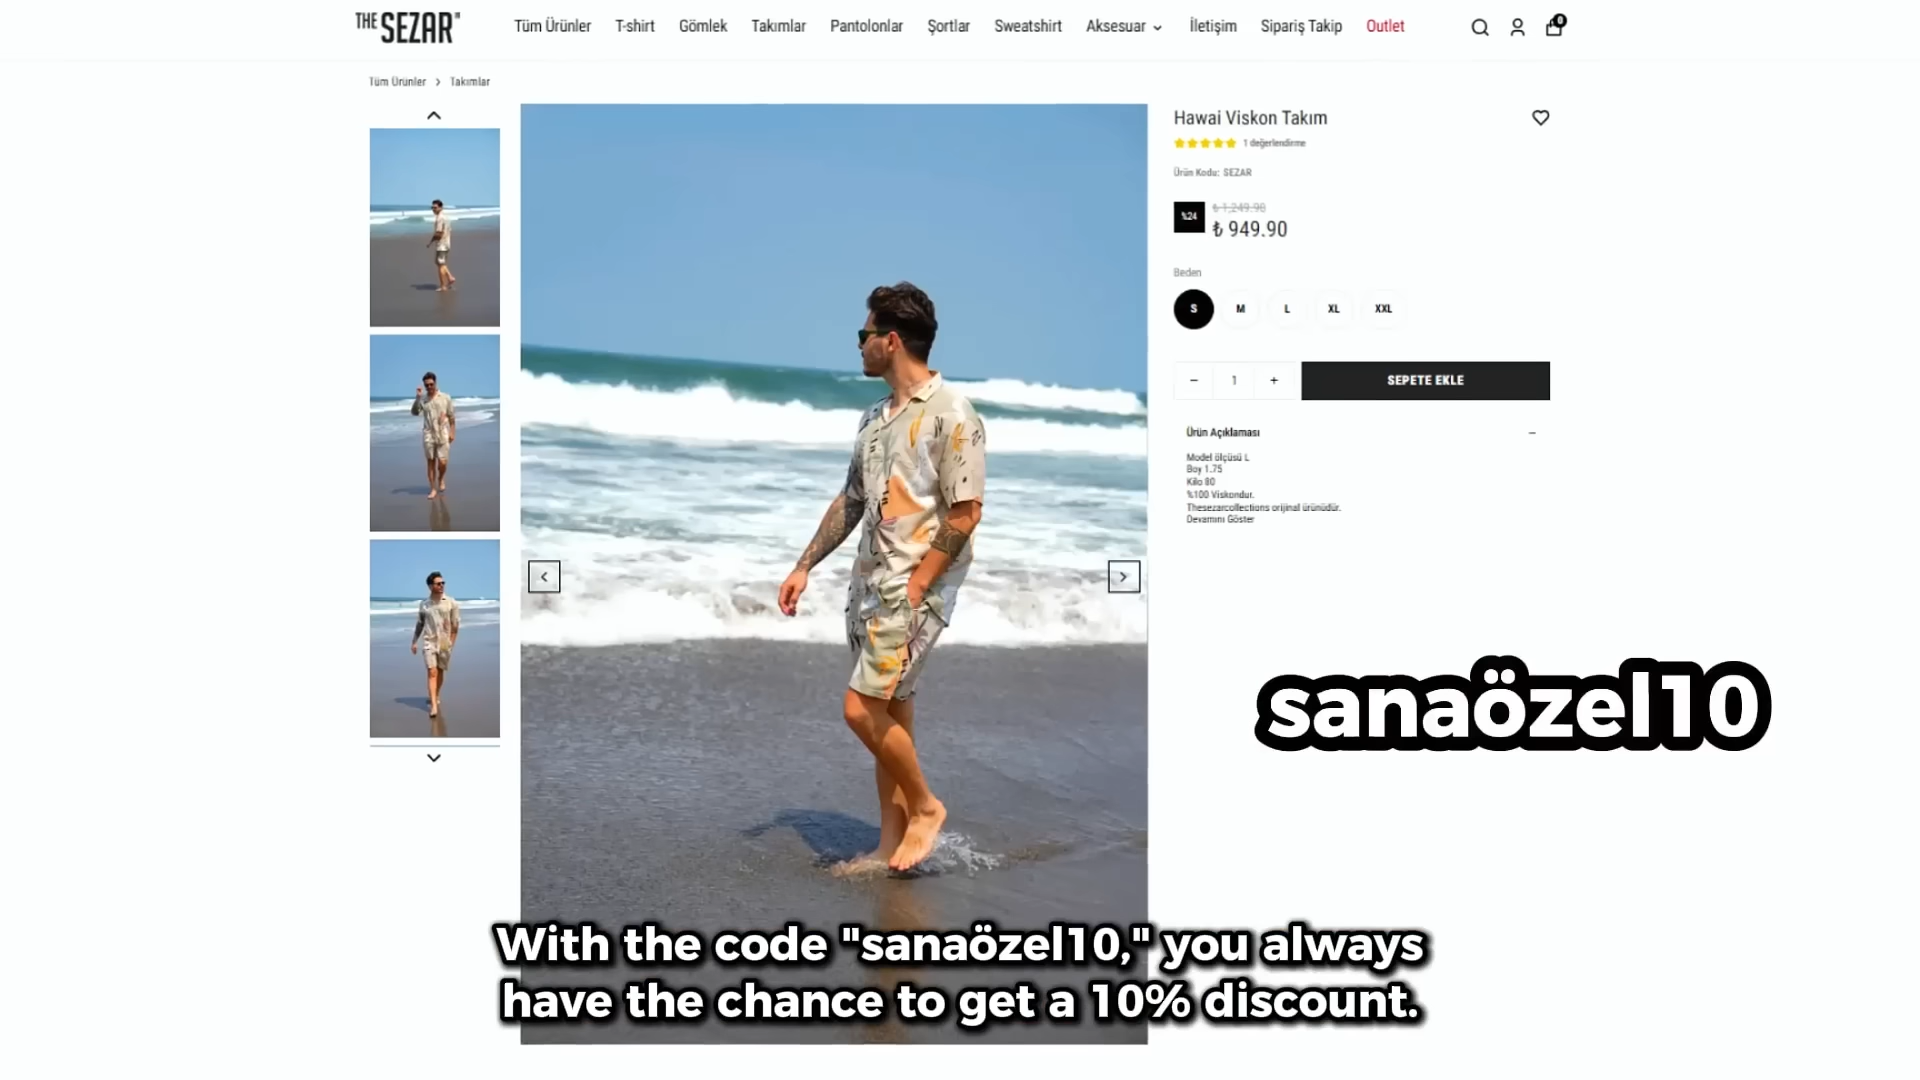 THE SEZAR
Tüm Ürünler T-shirt Gömlek Takımlar Pantolonlar Şortlar Sweatshirt Aksesuar İletişim Sipariş Takip Outlet
0
Tüm Ürünler > Takımlar
Hawai Viskon Takım
1 değerlendirme
Ürün Kodu: SEZAR
%24
₺ 1,249.90
₺ 949.90
Beden
S M L XL XXL
- 1 + SEPETE EKLE
Ürün Açıklaması
Model ölçüsü L
Boy 1.75
Kilo 80
%100 Viskondur.
Thesezarcollections orijinal ürünüdür.
Devamını Göster
sanaözel10
With the code "sanaözel10," you always
have the chance to get a 10% discount.